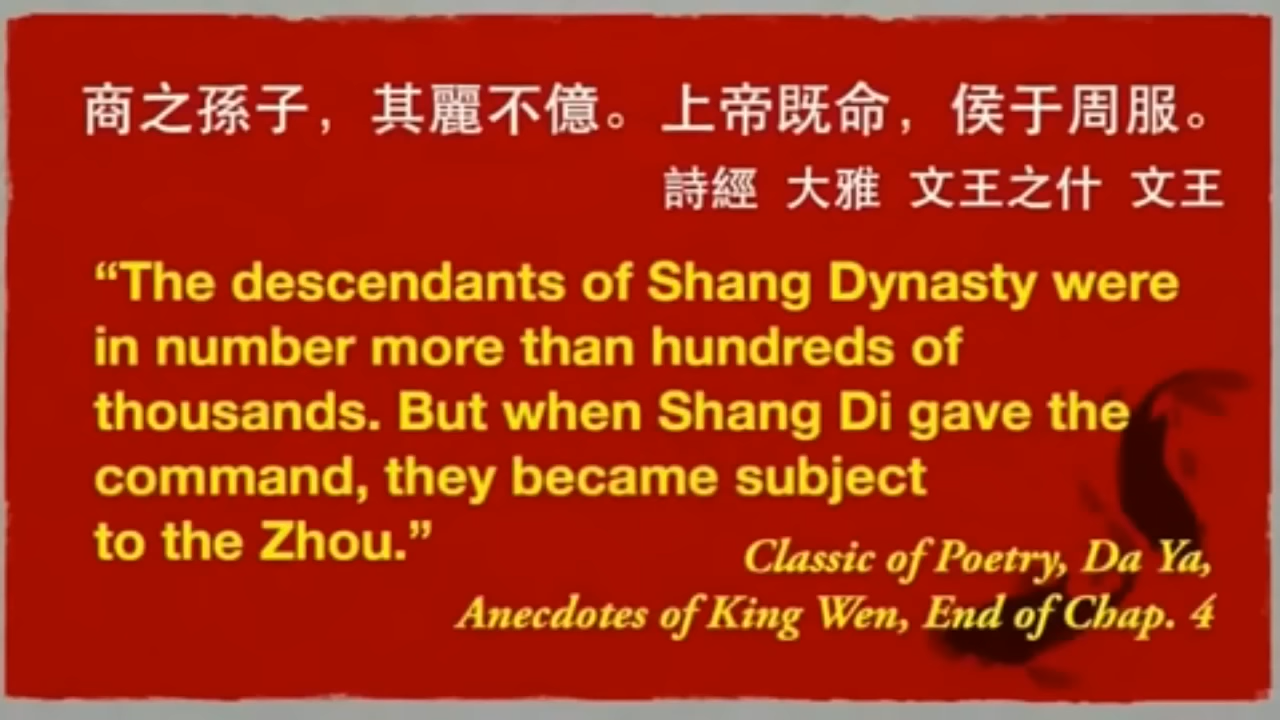 商之孫子，其麗不億。上帝既命，侯于周服。
詩經 大雅 文王之什 文王
“The descendants of Shang Dynasty were
in number more than hundreds of
thousands. But when Shang Di gave the
command, they became subject
to the Zhou.”
Classic of Poetry, Da Ya,
Anecdotes of King Wen, End of Chap. 4